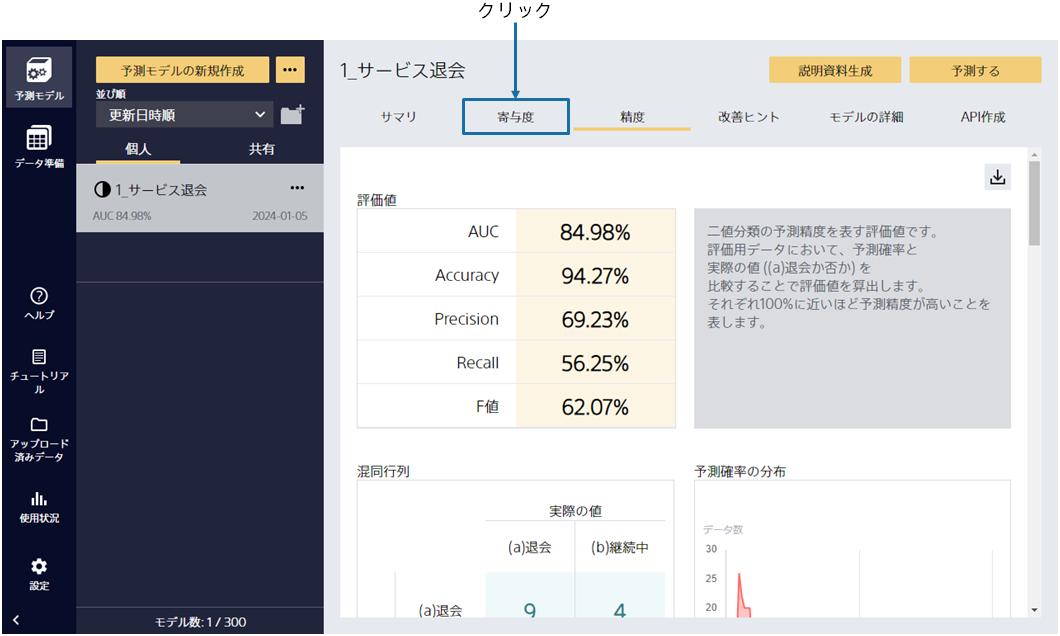 クリック
予測モデル
データ準備
ヘルプ
チュートリア
ル
アップロード
済みデータ
使用状況
設定
予測モデルの新規作成
並び順
更新日時順
個人
共有
1_サービス退会
AUC 84.98%
2024-01-05
モデル数: 1 / 300
1_サービス退会
説明資料生成
予測する
サマリ
寄与度
精度
改善ヒント
モデルの詳細
API作成
評価値
AUC 84.98%
Accuracy 94.27%
Precision 69.23%
Recall 56.25%
F値 62.07%
二値分類の予測精度を表す評価値です。
評価用データにおいて、予測確率と
実際の値 ((a)退会か否か) を
比較することで評価値を算出します。
それぞれ100%に近いほど予測精度が高いことを
表します。
混同行列
実際の値
(a)退会 (b)継続中
(a)退会 9 4
予測確率の分布
データ数
30
25
20